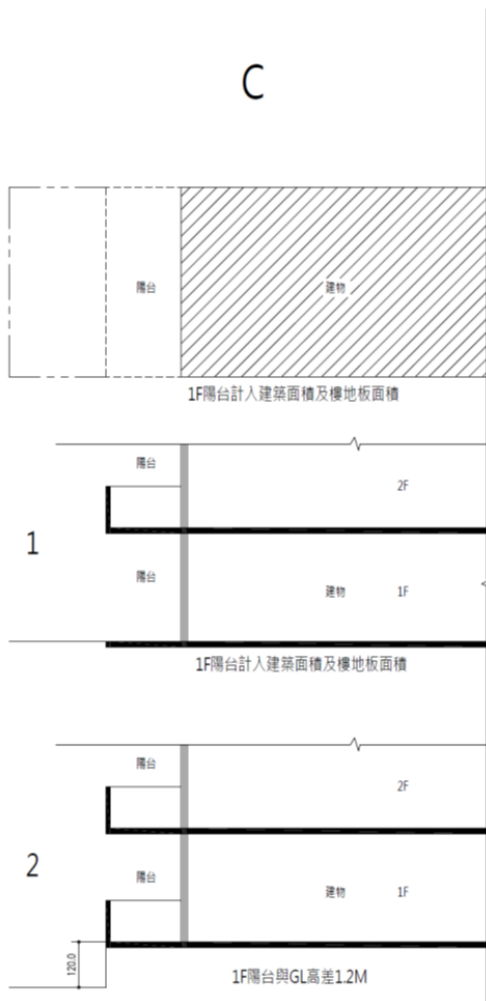 C
陽台
建物
1F陽台計入建築面積及樓地板面積
陽台
2F
1
陽台
建物
1F
1F陽台計入建築面積及樓地板面積
陽台
2F
2
陽台
建物
1F
120.0
1F陽台與GL高差1.2M